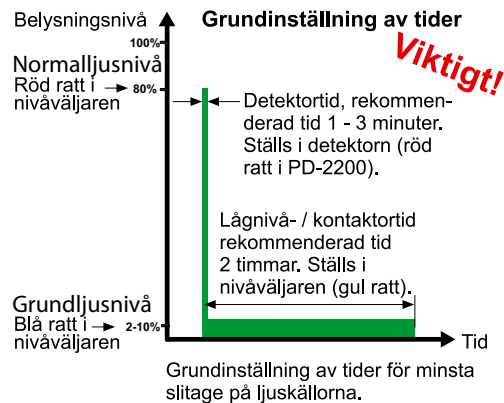 Belysningsnivå
Grundinställning av tider
Viktigt!
100%
Normalljusnivå
Röd ratt i
nivåväljaren
80%
Detektortid, rekommen-
derad tid 1 - 3 minuter.
Ställs i detektorn (röd
ratt i PD-2200).
Lågnivå- / kontaktortid
rekommenderad tid
2 timmar. Ställs i
nivåväljaren (gul ratt).
Grundljusnivå
Blå ratt i
nivåväljaren
2-10%
Tid
Grundinställning av tider för minsta
slitage på ljuskällorna.